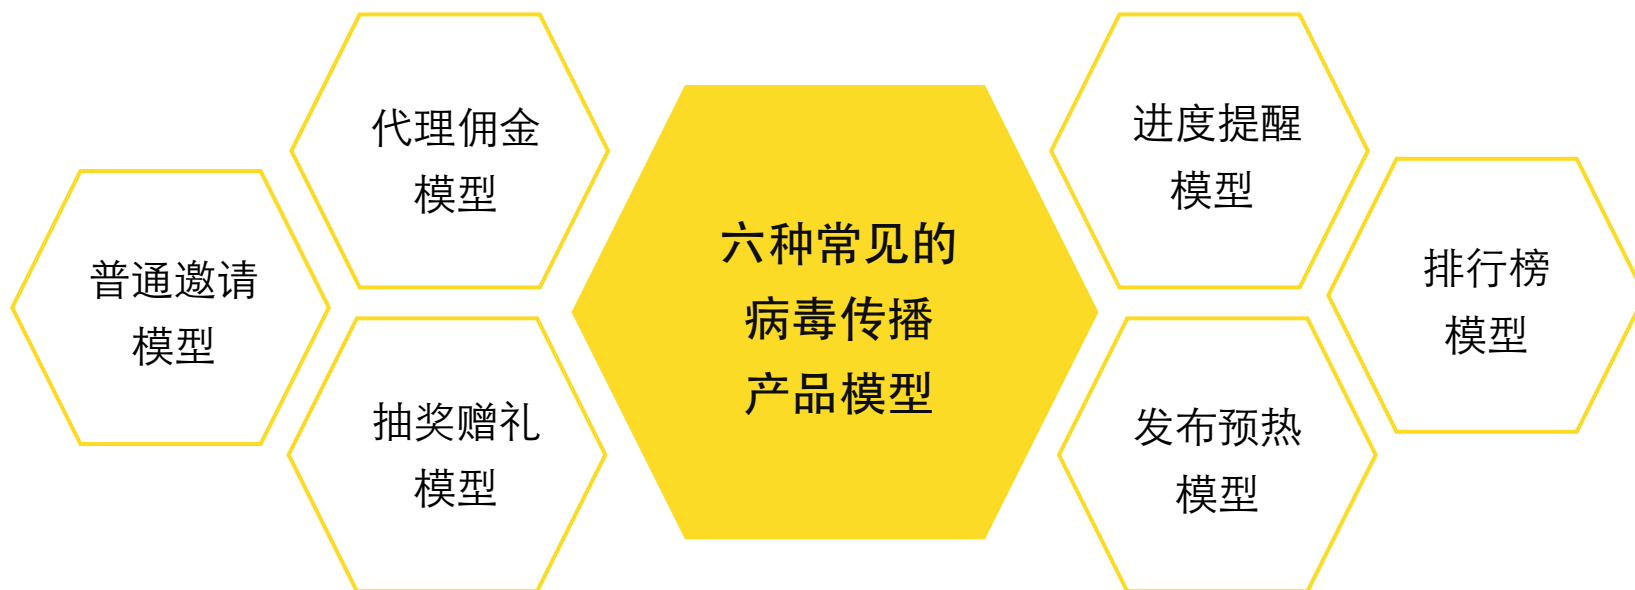 普通邀请
模型
代理佣金
模型
抽奖赠礼
模型
六种常见的
病毒传播
产品模型
进度提醒
模型
发布预热
模型
排行榜
模型